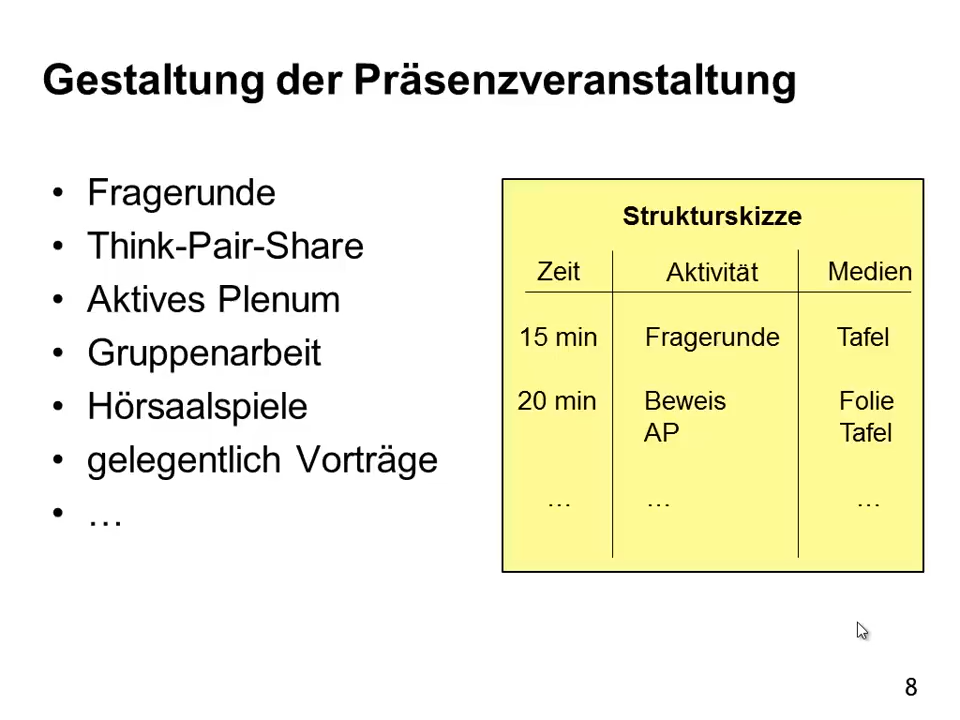 Gestaltung der Präsenzveranstaltung
• Fragerunde
• Think-Pair-Share
• Aktives Plenum
• Gruppenarbeit
• Hörsaalspiele
• gelegentlich Vorträge
• …
Strukturskizze
Zeit Aktivität Medien
15 min Fragerunde Tafel
20 min Beweis Folie
AP Tafel
… … …
8